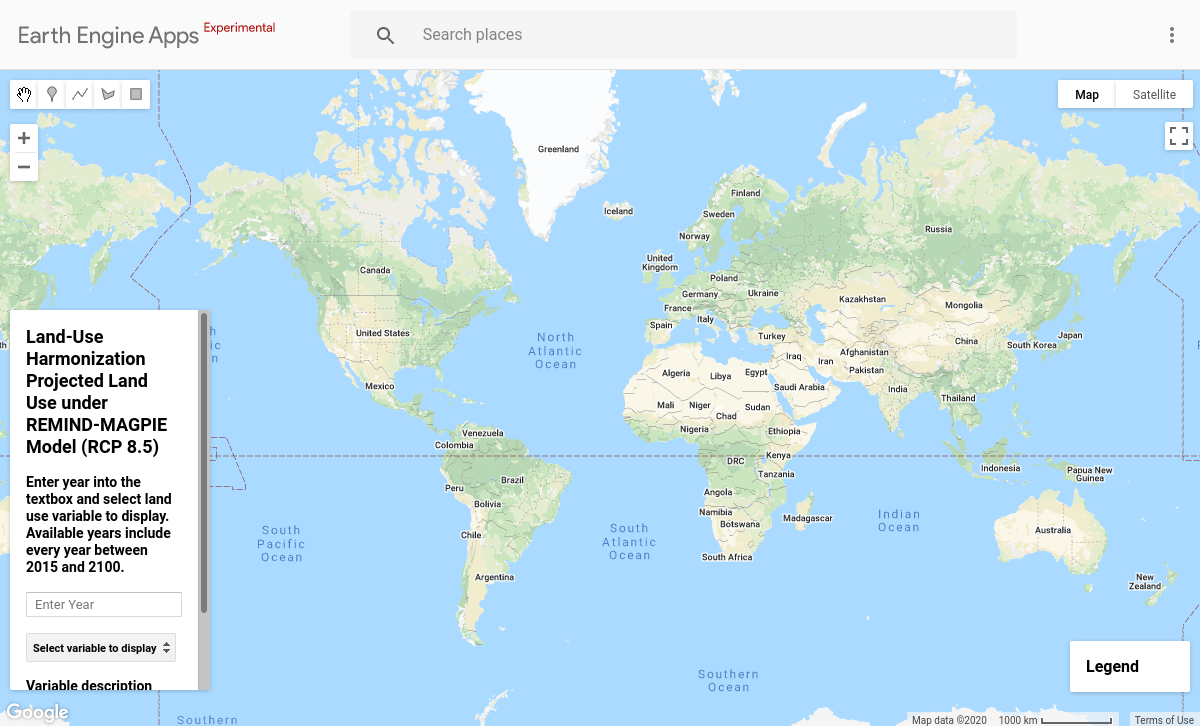 Earth Engine Apps Experimental
Search places
Map
Satellite
Greenland
Iceland
Finland
Sweden
Norway
Russia
United
Kingdom
Canada
Poland
Germany
Ukraine
France
Kazakhstan
Mongolia
Italy
Spain
United States
Turkey
Japan
China
South Korea
North
Atlantic
Ocean
Iraq
Iran
Afghanistan
Pakistan
Algeria
Libya
Egypt
Saudi Arabia
India
Mexico
Thailand
Mali
Niger
Chad
Sudan
Nigeria
Ethiopia
Venezuela
Colombia
DRC
Kenya
Indonesia
Papua New
Guinea
Tanzania
Peru
Brazil
Angola
Bolivia
Namibia
Botswana
Madagascar
Indian
Ocean
South
Pacific
Ocean
South
Atlantic
Ocean
Chile
Australia
South Africa
Argentina
New
Zealand
Southern
Ocean
Southern
Land-Use
Harmonization
Projected Land
Use under
REMIND-MAGPIE
Model (RCP 8.5)
Enter year into the
textbox and select land
use variable to display.
Available years include
every year between
2015 and 2100.
Enter Year
Select variable to display
Variable description
Legend
Google
Map data ©2020
1000 km
Terms of Use